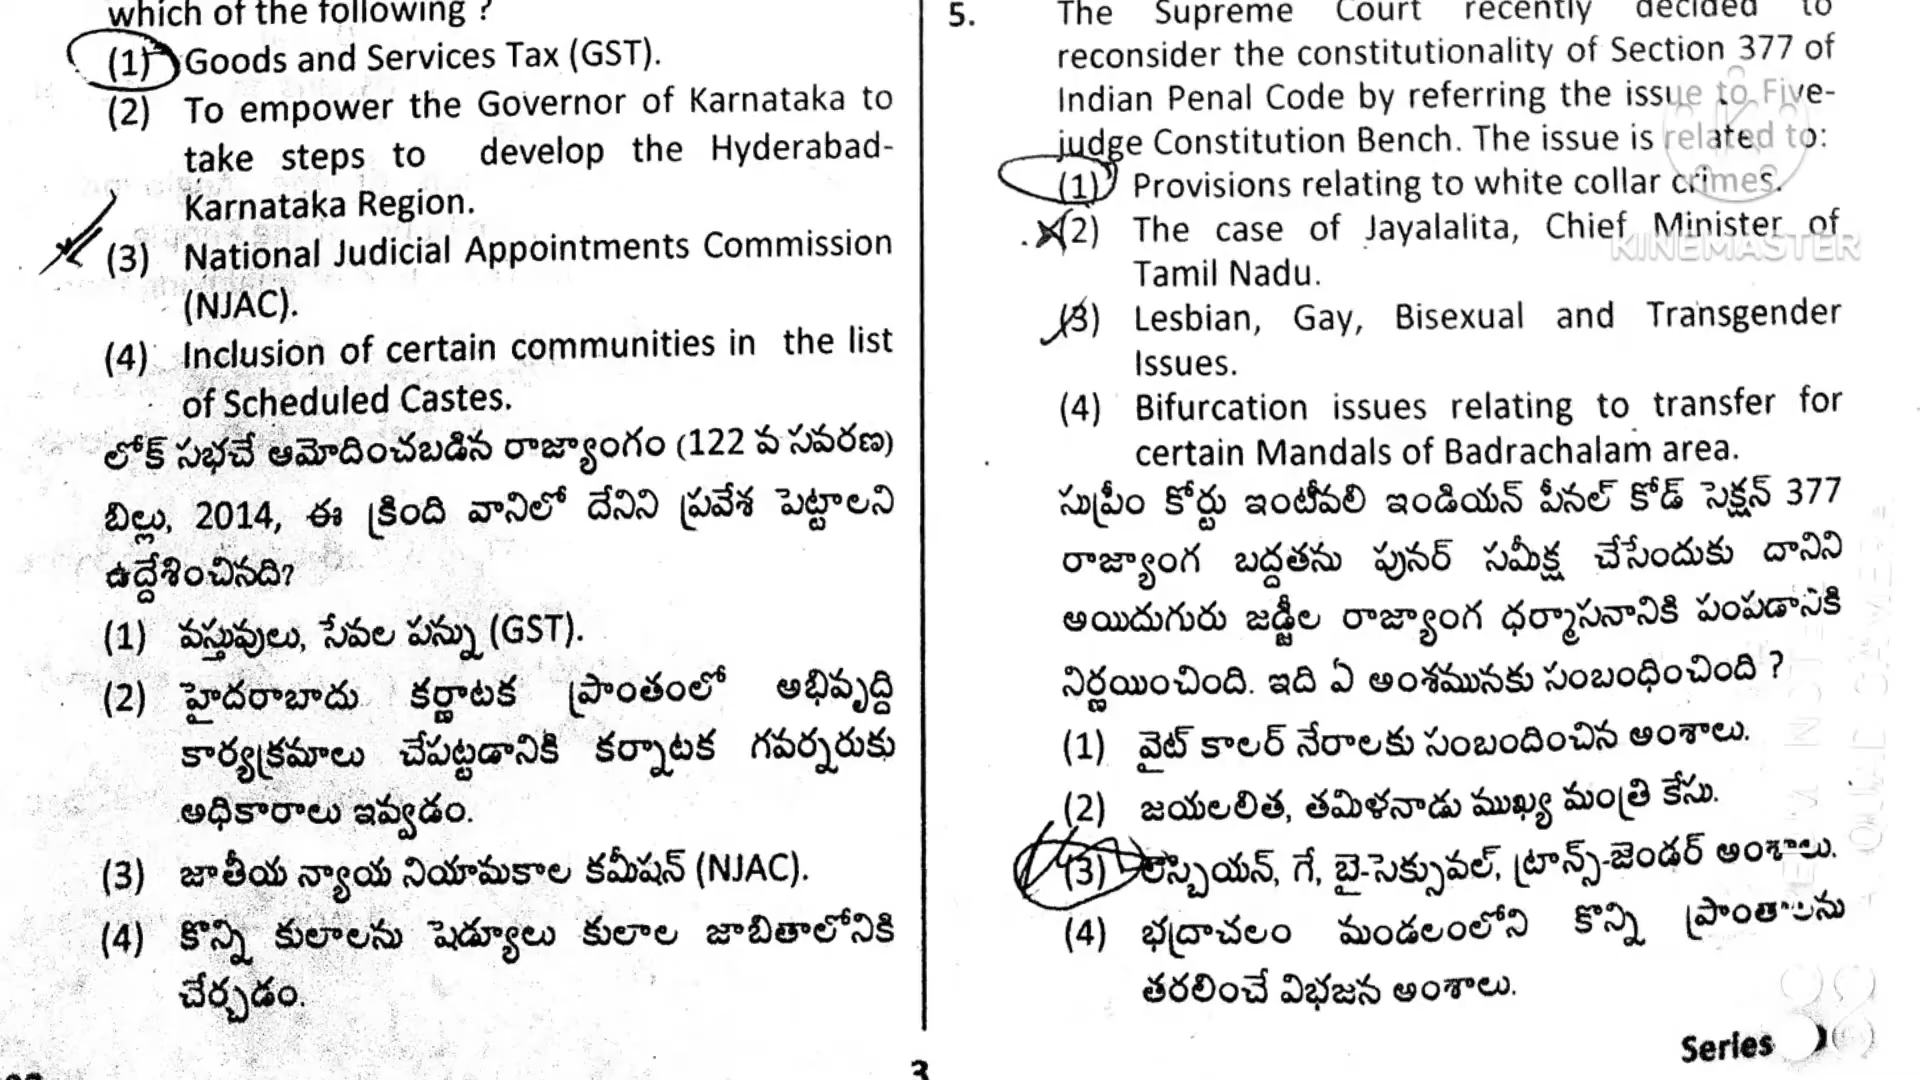 which of the following ?
(1) Goods and Services Tax (GST).
(2) To empower the Governor of Karnataka to
take steps to develop the Hyderabad-
Karnataka Region.
(3) National Judicial Appointments Commission
(NJAC).
(4) Inclusion of certain communities in the list
of Scheduled Castes.
లోక్ సభచే ఆమోదించబడిన రాజ్యాంగం (122 వ సవరణ)
బిల్లు, 2014, ఈ క్రింది వానిలో దేనిని ప్రవేశ పెట్టాలని
ఉద్దేశించినది?
(1) వస్తువులు, సేవల పన్ను (GST).
(2) హైదరాబాదు కర్ణాటక ప్రాంతంలో అభివృద్ధి
కార్యక్రమాలు చేపట్టడానికి కర్నాటక గవర్నరుకు
అధికారాలు ఇవ్వడం.
(3) జాతీయ న్యాయ నియామకాల కమీషన్ (NJAC).
(4) కొన్ని కులాలను షెడ్యూలు కులాల జాబితాలోనికి
చేర్చడం.
5. The Supreme Court recently decided to
reconsider the constitutionality of Section 377 of
Indian Penal Code by referring the issue to Five-
judge Constitution Bench. The issue is related to:
(1) Provisions relating to white collar crimes.
(2) The case of Jayalalita, Chief Minister of
Tamil Nadu.
(3) Lesbian, Gay, Bisexual and Transgender
Issues.
(4) Bifurcation issues relating to transfer for
certain Mandals of Badrachalam area.
సుప్రీం కోర్టు ఇంటీవలి ఇండియన్ పీనల్ కోడ్ సెక్షన్ 377
రాజ్యాంగ బద్దతను పునర్ సమీక్ష చేసేందుకు దానిని
అయిదుగురు జడ్జీల రాజ్యాంగ ధర్మాసనానికి పంపడానికి
నిర్ణయించింది. ఇది ఏ అంశమునకు సంబంధించింది ?
(1) వైట్ కాలర్ నేరాలకు సంబందించిన అంశాలు.
(2) జయలలిత, తమిళనాడు ముఖ్య మంత్రి కేసు.
(3) లెస్బియన్, గే, బై-సెక్సువల్, ట్రాన్స్-జెండర్ అంశాలు.
(4) భద్రాచలం మండలంలోని కొన్ని ప్రాంతాలను
తరలించే విభజన అంశాలు.
Series
3
KINEMASTER